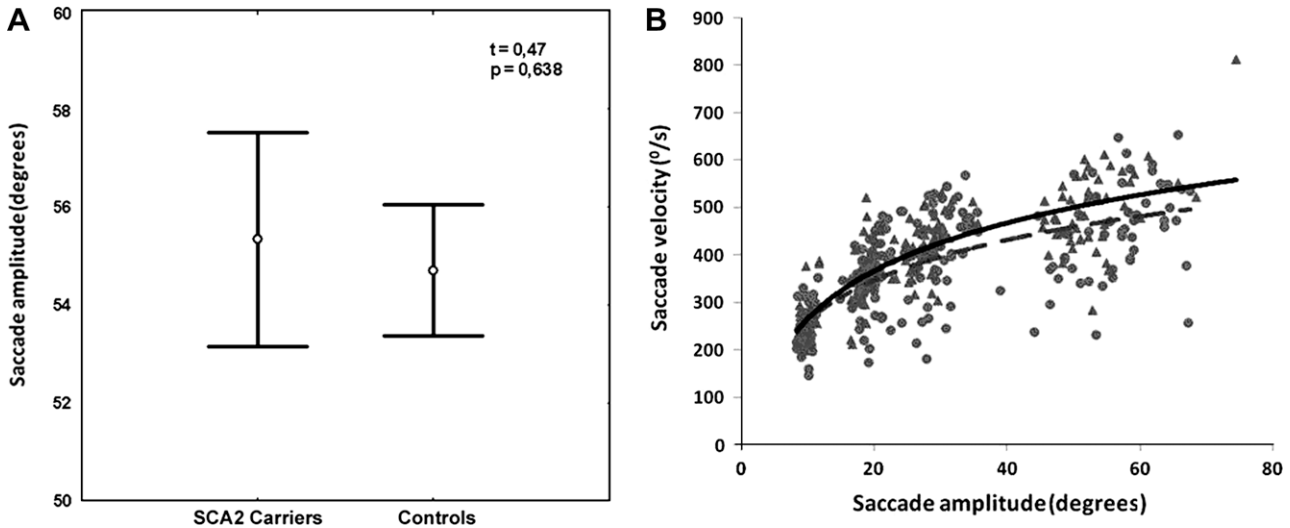 A
60
58
56
54
52
50
Saccade amplitude (degrees)
t = 0,47
p = 0,638
SCA2 Carriers
Controls
B
900
800
700
600
500
400
300
200
100
0
Saccade velocity (⁰/s)
0
20
40
60
80
Saccade amplitude (degrees)